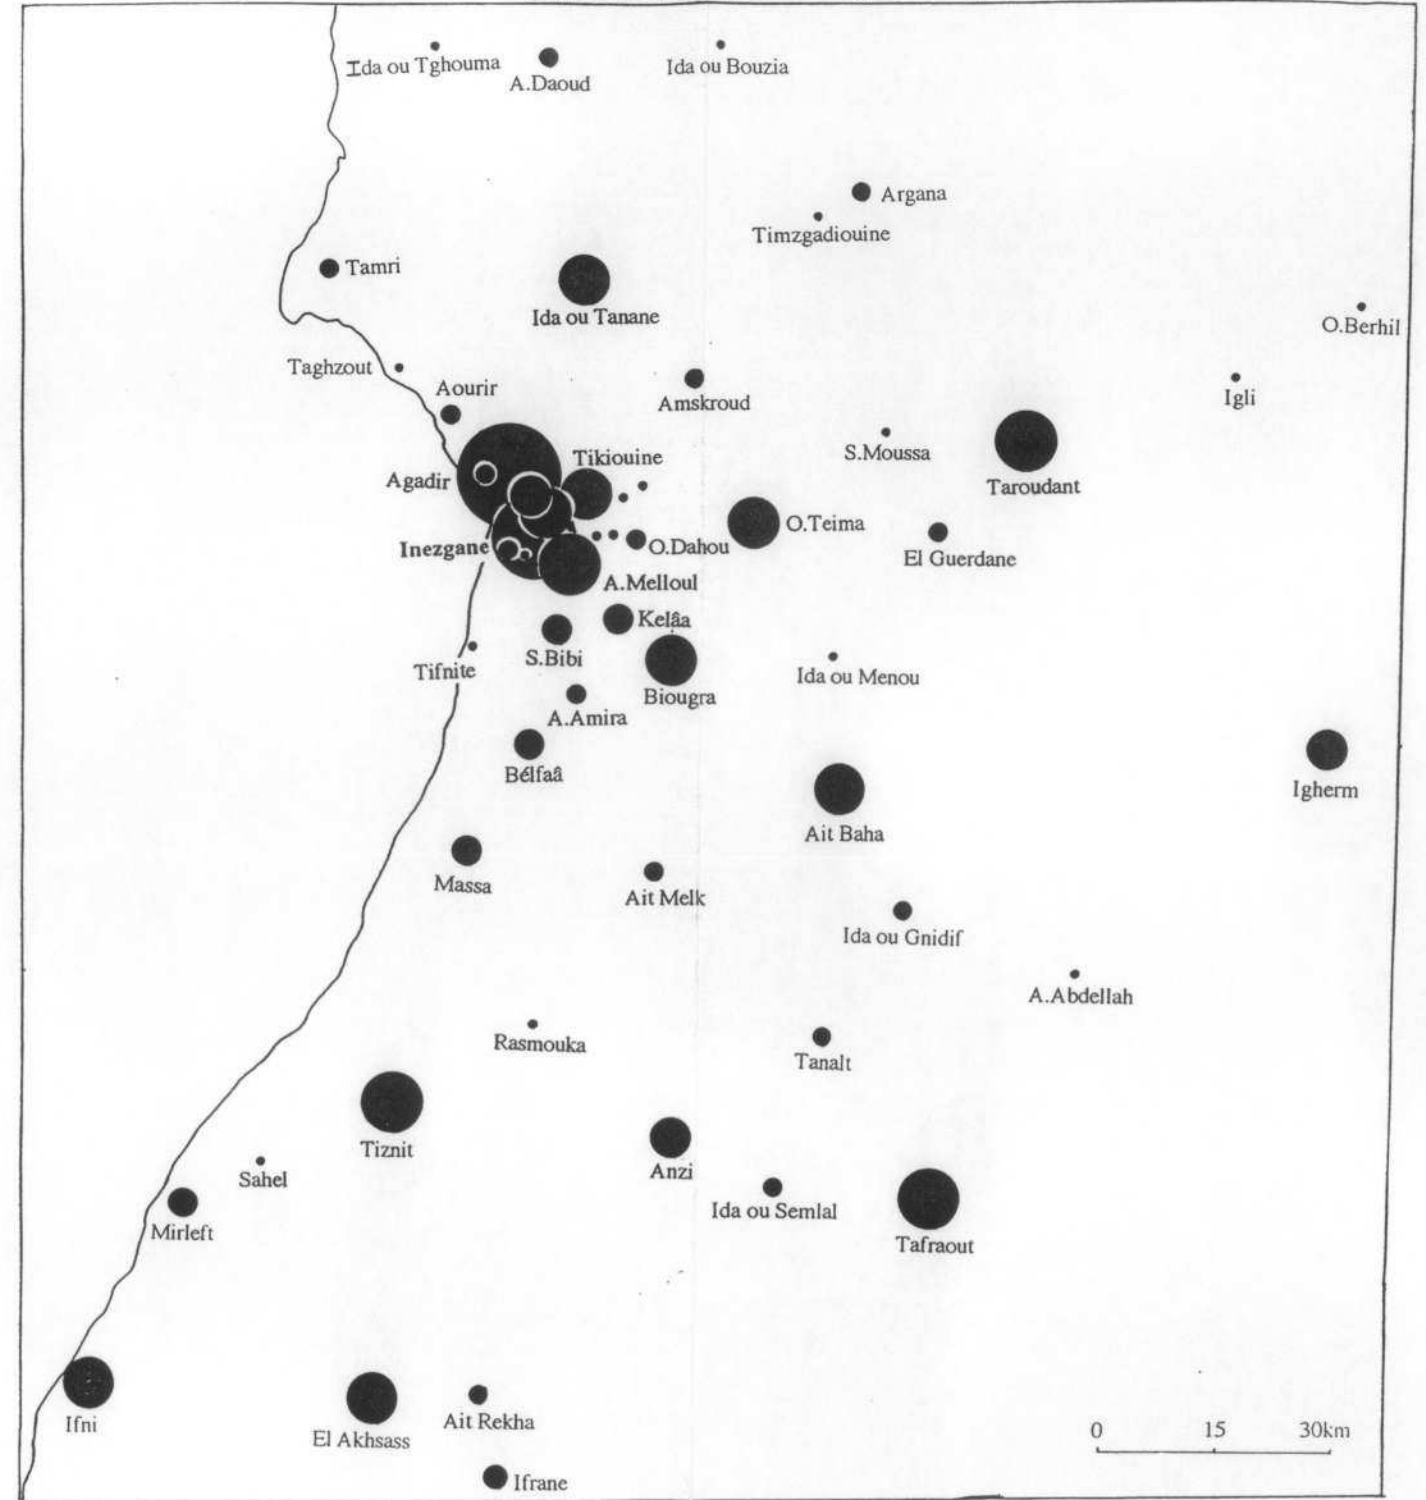 Ida ou Tghouma
A.Daoud
Ida ou Bouzia
Argana
Timzgadiouine
Tamri
Ida ou Tanane
O.Berhil
Taghzout
Aourir
Amskroud
Igli
S.Moussa
Tikiouine
Agadir
Taroudant
O.Teima
Inezgane
O.Dahou
El Guerdane
A.Melloul
Kelâa
S.Bibi
Tifnite
Ida ou Menou
Biougra
A.Amira
Bélfaâ
Igherm
Ait Baha
Massa
Ait Melk
Ida ou Gnidif
A.Abdellah
Rasmouka
Tanalt
Tiznit
Anzi
Sahel
Ida ou Semlal
Mirleft
Tafraout
Ifni
El Akhsass
Ait Rekha
0 15 30km
Ifrane